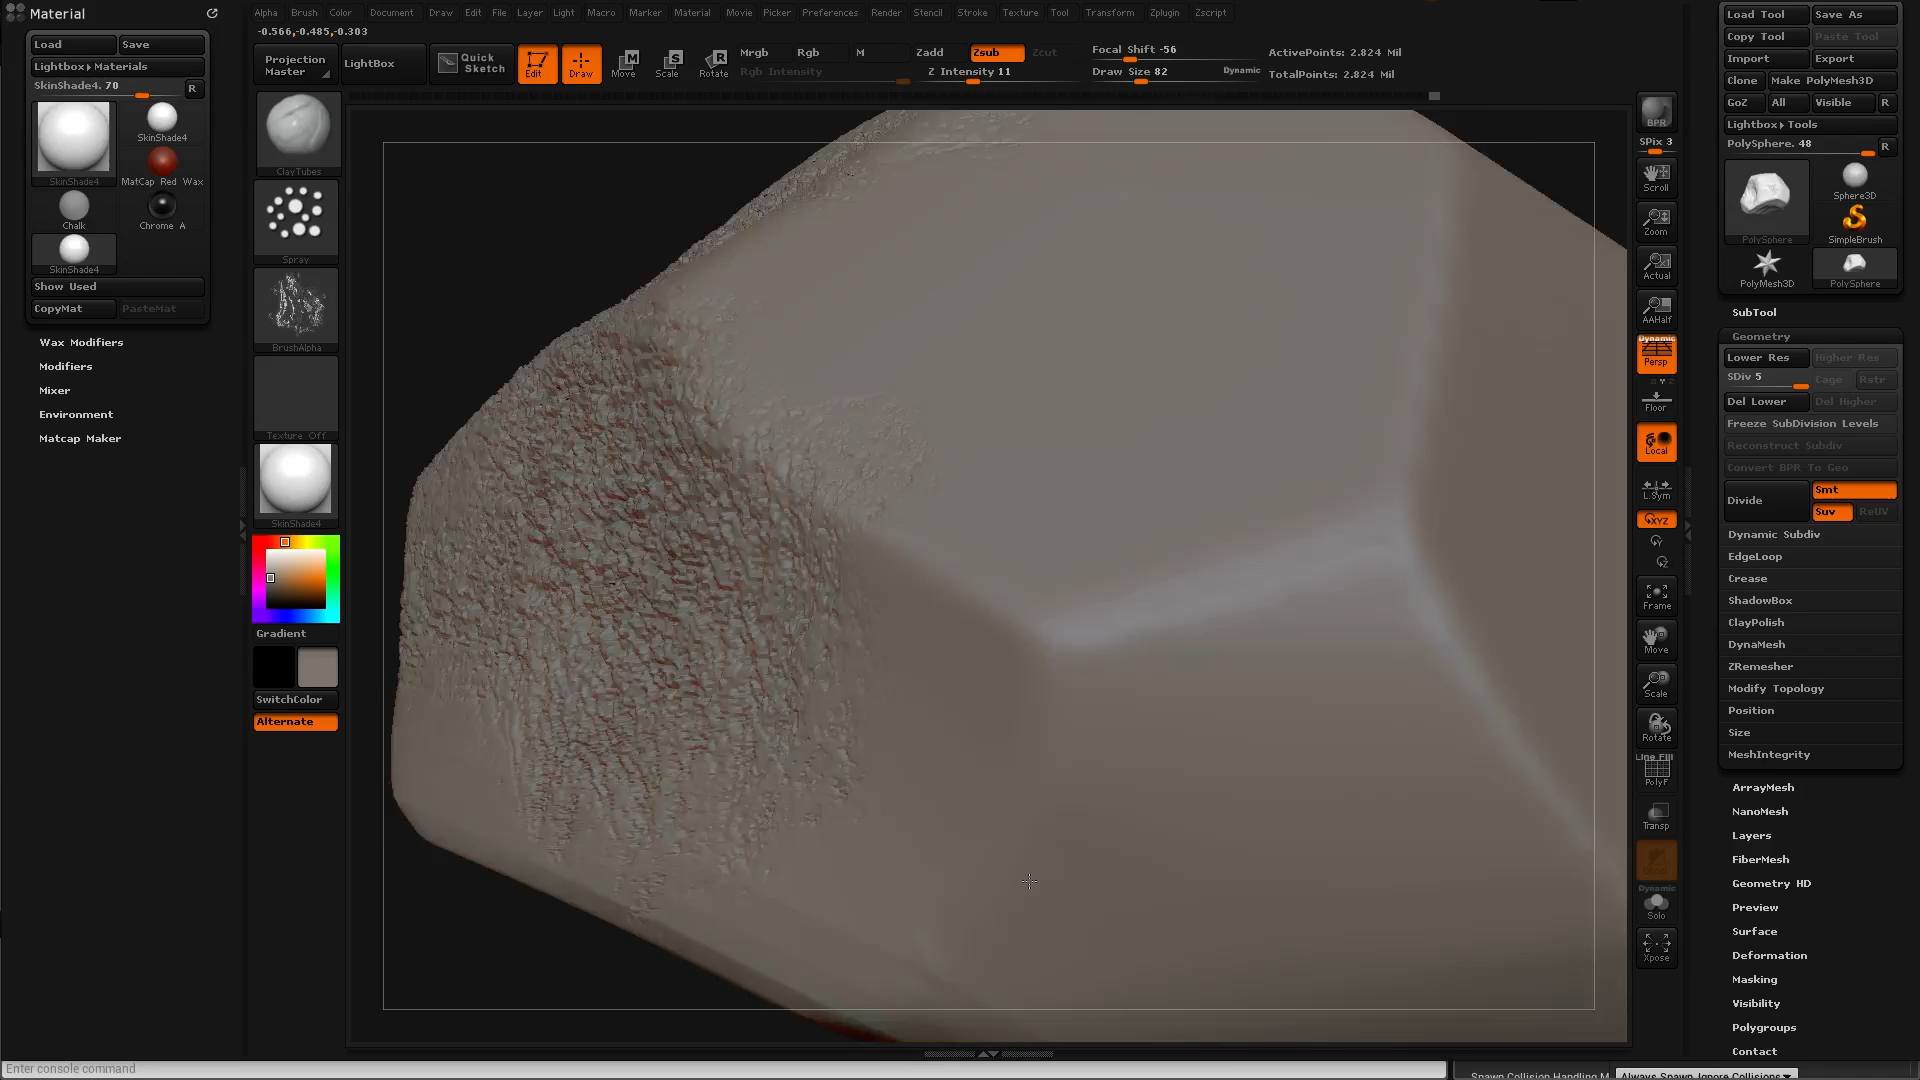 Material
Load
Save
Lightbox▸Materials
SkinShade4. 70
R
SkinShade4
SkinShade4
MatCap Red Wax
Chalk
Chrome A
SkinShade4
Show Used
CopyMat
PasteMat
Wax Modifiers
Modifiers
Mixer
Environment
Matcap Maker
Alpha
Brush
Color
Document
Draw
Edit
File
Layer
Light
Macro
Marker
Material
Movie
Picker
Preferences
Render
Stencil
Stroke
Texture
Tool
Transform
Zplugin
Zscript
-0.566,-0.485,-0.303
Projection Master
LightBox
Quick Sketch
Edit
Draw
Move
Scale
Rotate
Mrgb
Rgb
M
Rgb Intensity
Zadd
Zsub
Zcut
Z Intensity 11
Focal Shift -56
Draw Size 82
Dynamic
ActivePoints: 2.824 Mil
TotalPoints: 2.824 Mil
ClayTubes
Spray
BrushAlpha
Texture Off
SkinShade4
Gradient
SwitchColor
Alternate
BPR
SPix 3
Scroll
Zoom
Actual
AAHalf
Dynamic
Persp
Floor
Local
L.Sym
XYZ
Frame
Move
Scale
Rotate
Line Fill
PolyF
Transp
Dynamic
Solo
Xpose
Load Tool
Save As
Copy Tool
Paste Tool
Import
Export
Clone
Make PolyMesh3D
GoZ
All
Visible
R
Lightbox▸Tools
PolySphere. 48
R
PolySphere
Sphere3D
SimpleBrush
PolyMesh3D
PolySphere
SubTool
Geometry
Lower Res
Higher Res
SDiv 5
Cage
Rstr
Del Lower
Del Higher
Freeze SubDivision Levels
Reconstruct Subdiv
Convert BPR To Geo
Divide
Smt
Suv
ReUV
Dynamic Subdiv
EdgeLoop
Crease
ShadowBox
ClayPolish
DynaMesh
ZRemesher
Modify Topology
Position
Size
MeshIntegrity
ArrayMesh
NanoMesh
Layers
FiberMesh
Geometry HD
Preview
Surface
Deformation
Masking
Visibility
Polygroups
Contact
Enter console command
Spawn Collision Handling M
Always Spawn, Ignore Collisions